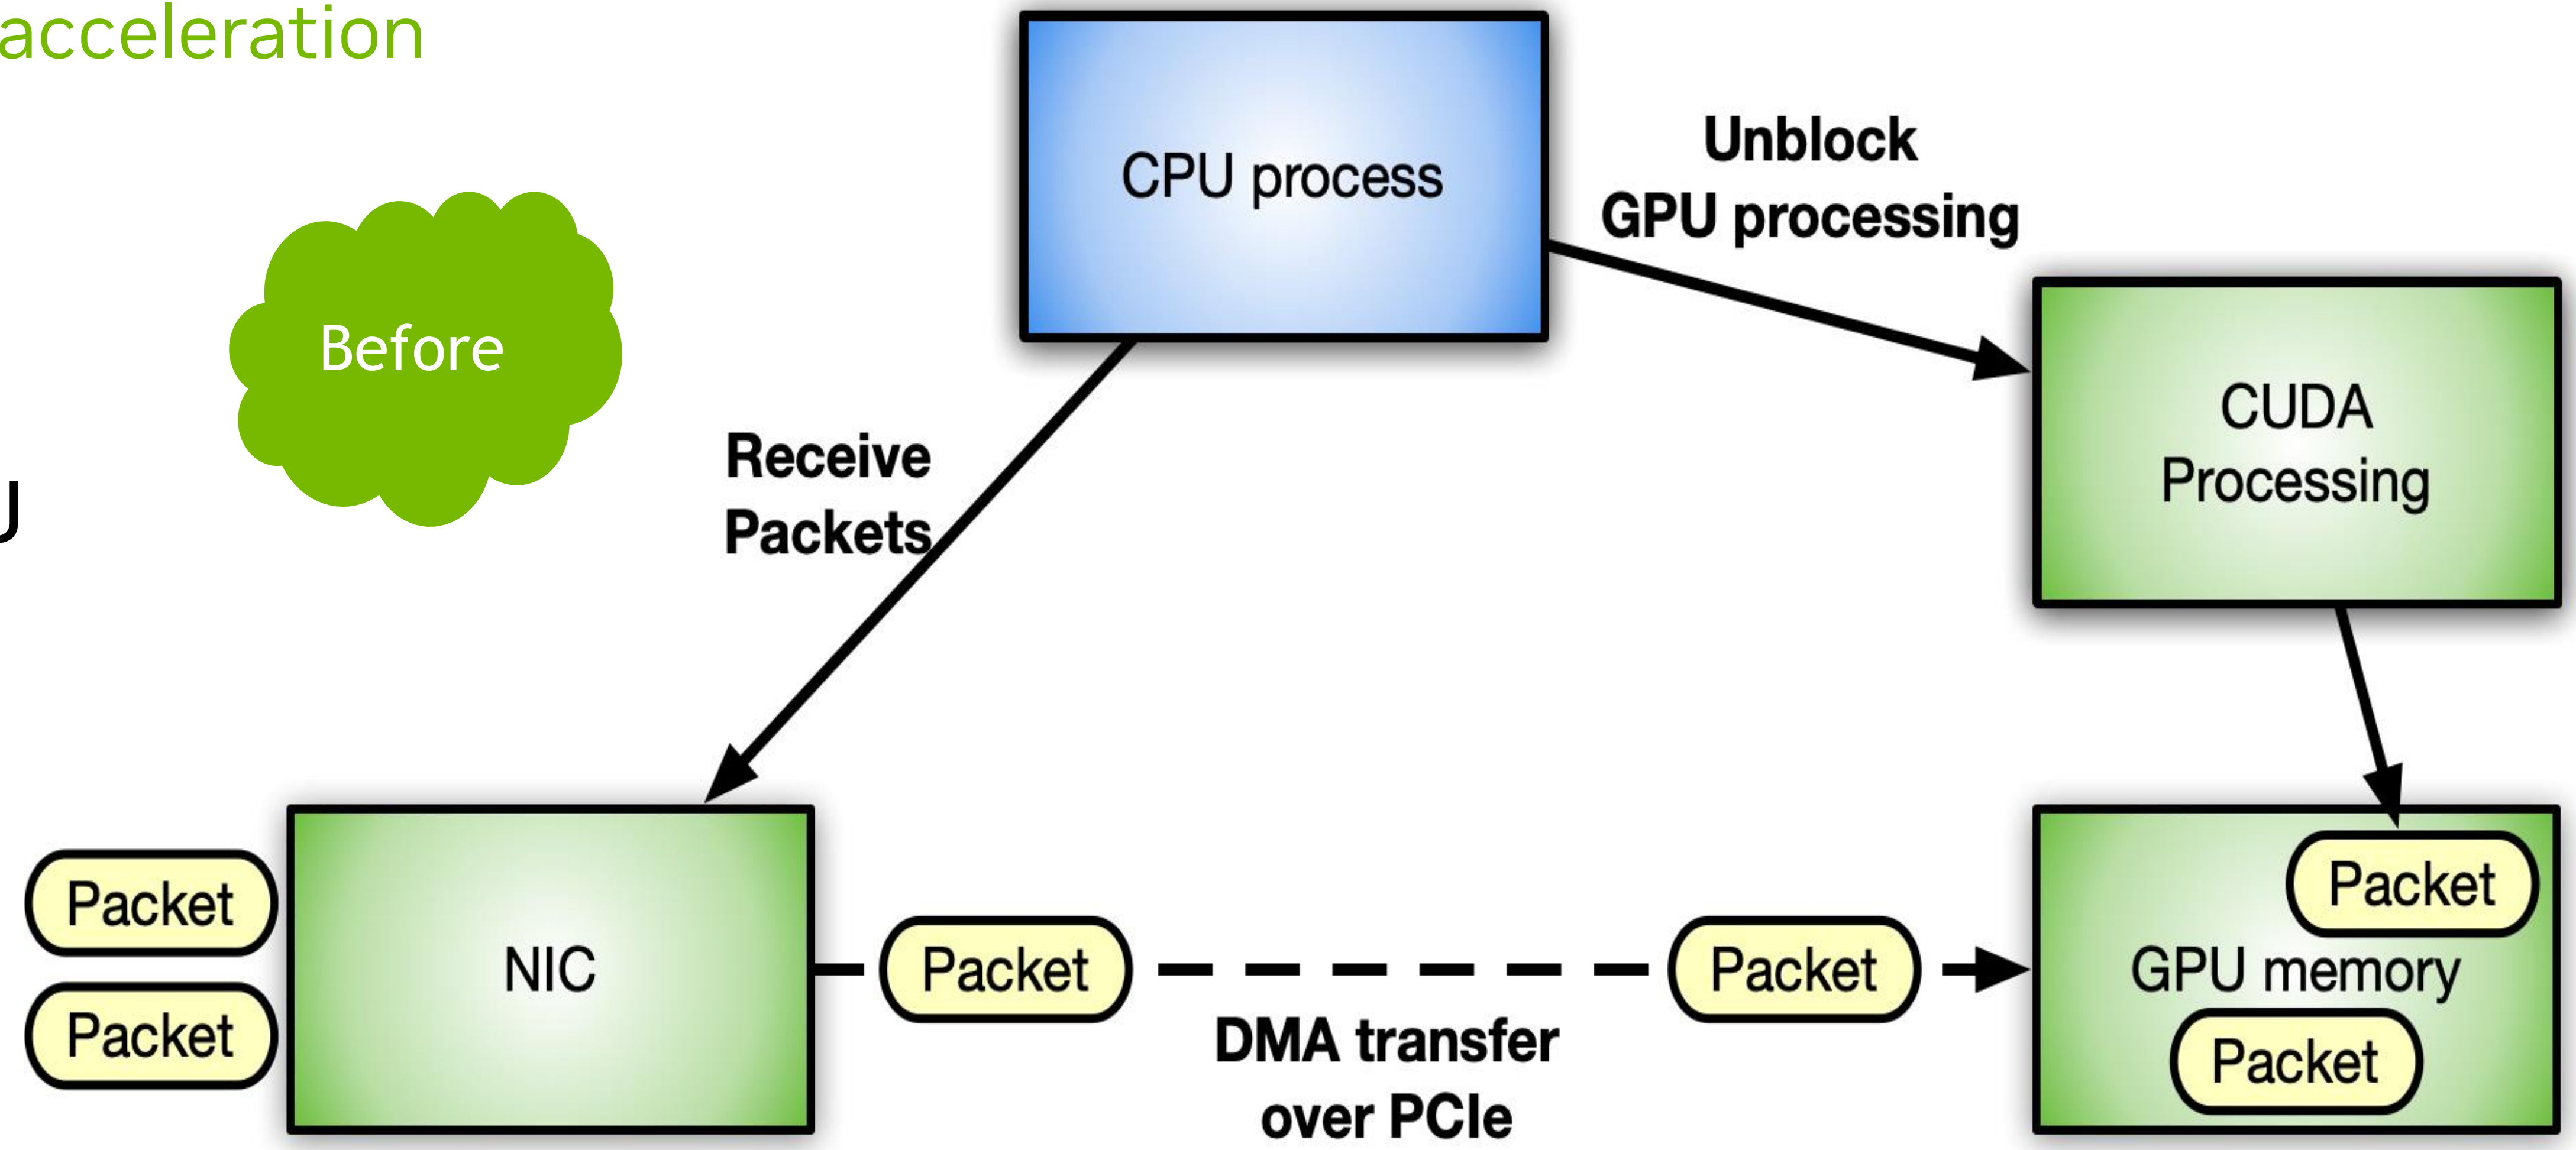 acceleration
CPU process
Unblock
GPU processing
Before
CUDA
Processing
Receive
Packets
U
Packet
Packet
NIC
Packet
Packet
DMA transfer
over PCIe
Packet
GPU memory
Packet